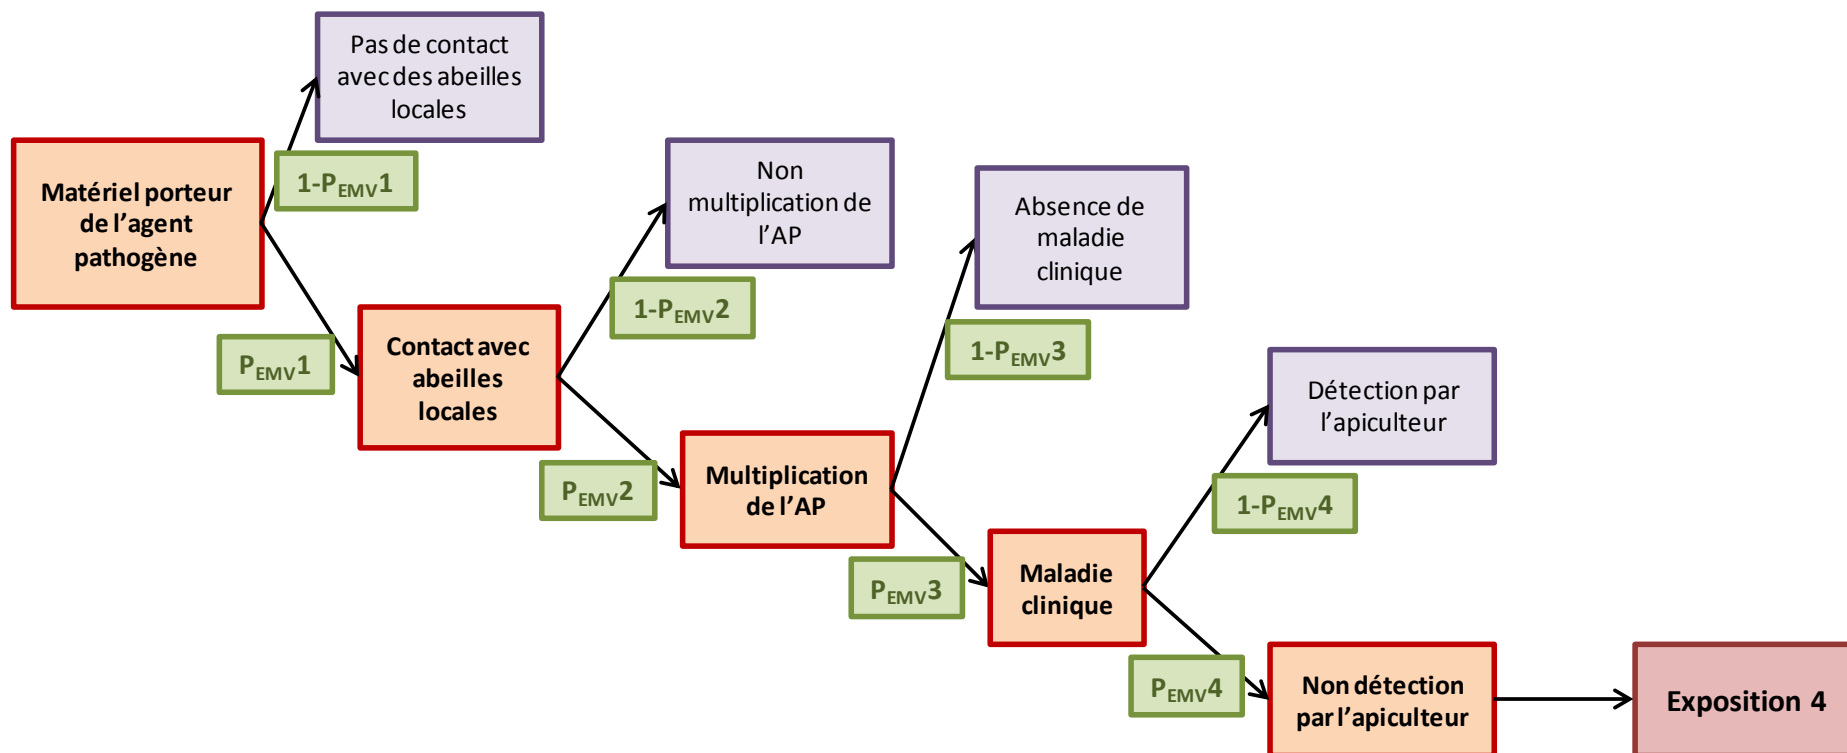 Pas de contact
avec des abeilles
locales
Matériel porteur
de l'agent
pathogène
1-PEMV1
PEMV1
Contact avec
abeilles
locales
Non
multiplication de
l'AP
1-PEMV2
PEMV2
Multiplication
de l'AP
Absence de
maladie
clinique
1-PEMV3
PEMV3
Maladie
clinique
Détection par
l'apiculteur
1-PEMV4
PEMV4
Non détection
par l'apiculteur
Exposition 4